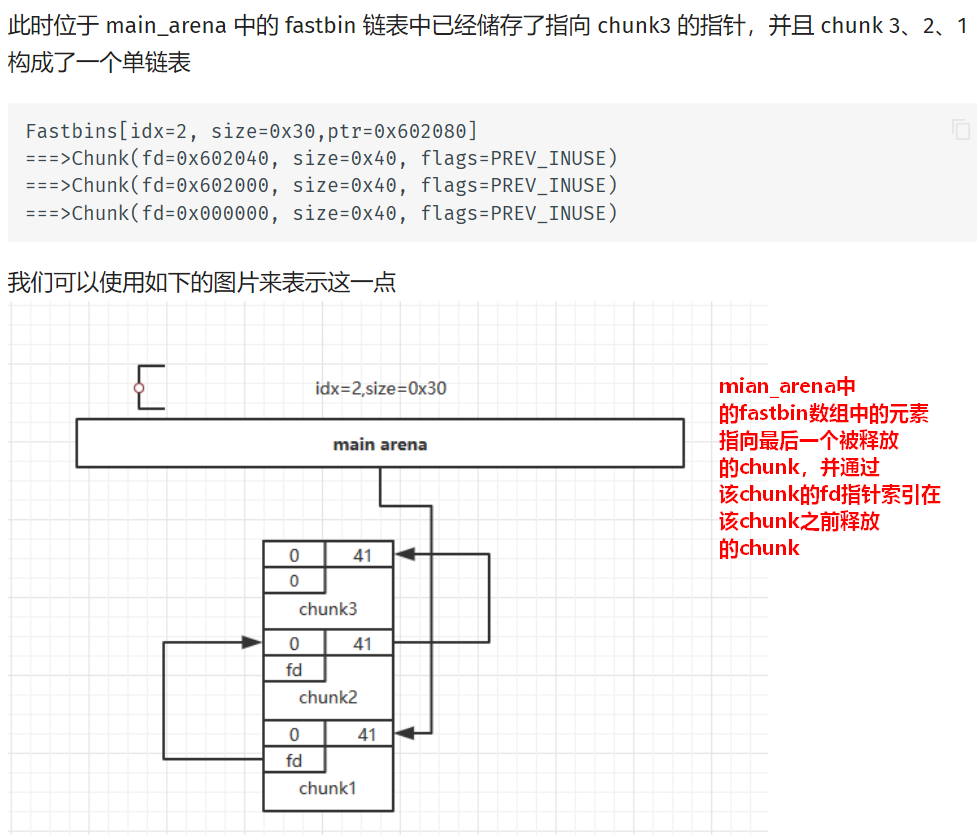 此时位于 main_arena 中的 fastbin 链表中已经储存了指向 chunk3 的指针，并且 chunk 3、2、1
构成了一个单链表
Fastbins[idx=2, size=0x30,ptr=0x602080]
===>Chunk(fd=0x602040, size=0x40, flags=PREV_INUSE)
===>Chunk(fd=0x602000, size=0x40, flags=PREV_INUSE)
===>Chunk(fd=0x000000, size=0x40, flags=PREV_INUSE)
我们可以使用如下的图片来表示这一点
idx=2,size=0x30
main arena
0 41
0
chunk3
0 41
fd
chunk2
0 41
fd
chunk1
mian_arena中
的fastbin数组中的元素
指向最后一个被释放
的chunk，并通过
该chunk的fd指针索引在
该chunk之前释放
的chunk